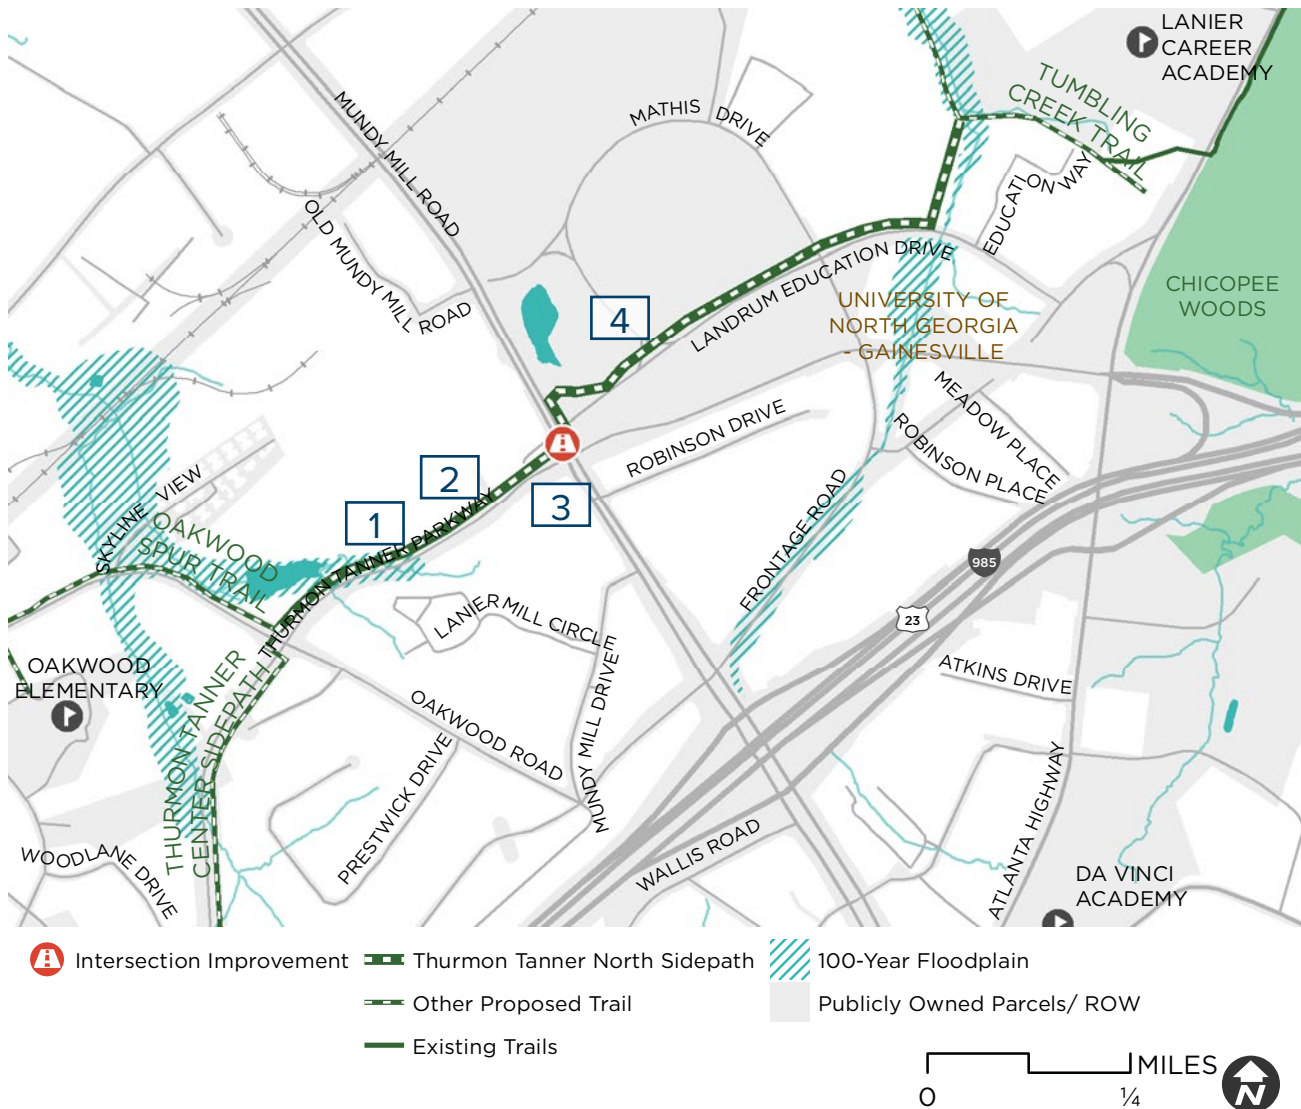 LANIER
CAREER
ACADEMY
TUMBLING
CREEK TRAIL
MUNDY MILL ROAD
MATHIS DRIVE
EDUCATION WAY
OLD MUNDY MILL ROAD
LANDRUM EDUCATION DRIVE
CHICOPEE
WOODS
UNIVERSITY OF
NORTH GEORGIA
- GAINESVILLE
4
MEADOW PLACE
ROBINSON DRIVE
ROBINSON PLACE
2
1
3
SKYLINE VIEW
OAKWOOD
SPUR TRAIL
THURMON TANNER PARKWAY
FRONTAGE ROAD
985
23
LANIER MILL CIRCLE
OAKWOOD
ELEMENTARY
THURMON TANNER
CENTER SIDEPATH
ATKINS DRIVE
OAKWOOD ROAD
MUNDY MILL DRIVE
PRESTWICK DRIVE
WALLIS ROAD
ATLANTA HIGHWAY
WOODLANE DRIVE
DA VINCI
ACADEMY
Intersection Improvement
Thurmon Tanner North Sidepath
Other Proposed Trail
Existing Trails
100-Year Floodplain
Publicly Owned Parcels/ ROW
MILES
0 ¼
N